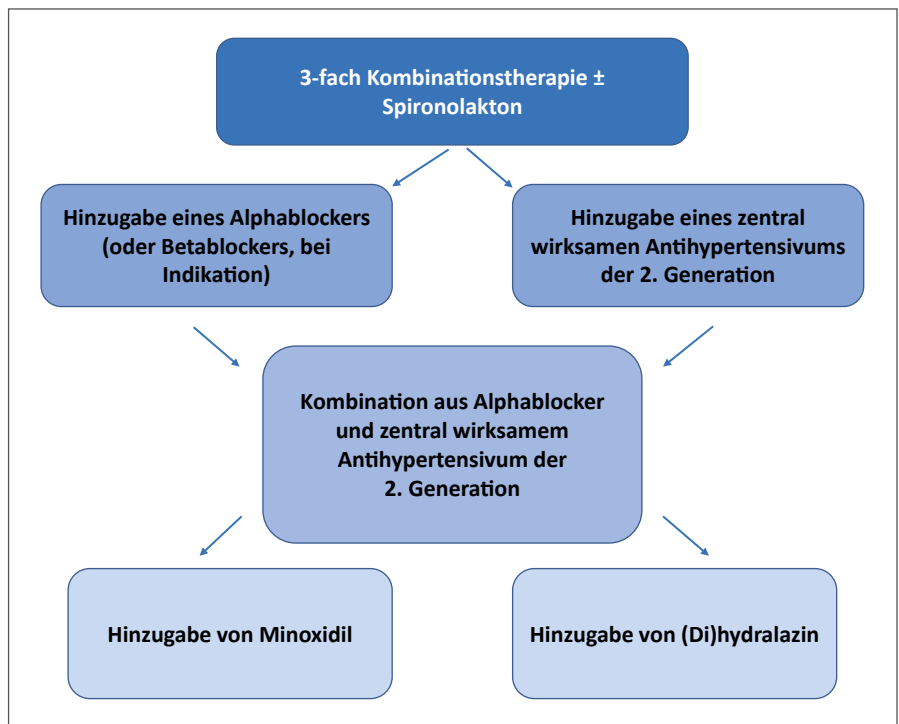 3-fach Kombinationstherapie ±
Spironolakton
Hinzugabe eines Alphablockers
(oder Betablockers, bei
Indikation)
Hinzugabe eines zentral
wirksamen Antihypertensivums
der 2. Generation
Kombination aus Alphablocker
und zentral wirksamem
Antihypertensivum der
2. Generation
Hinzugabe von Minoxidil
Hinzugabe von (Di)hydralazin